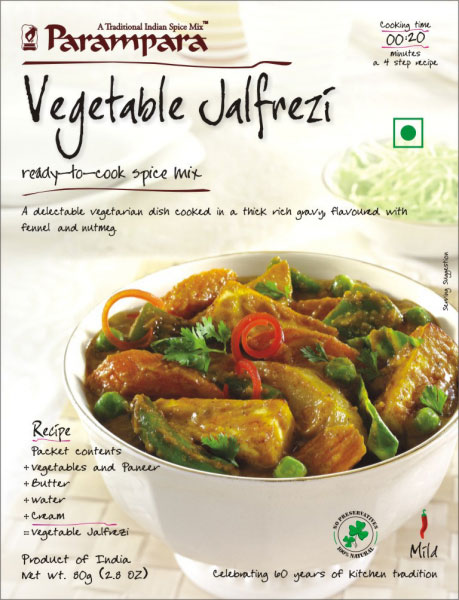 A Traditional Indian Spice Mix
Parampara™
Cooking time
00:20
minutes
a 4 step recipe
Vegetable Jalfrezi
ready-to-cook spice mix
A delectable vegetarian dish cooked in a thick rich gravy, flavoured with
fennel and nutmeg.
Serving Suggestion
Recipe
Packet contents
+Vegetables and Paneer
+Butter
+water
+Cream
=Vegetable Jalfrezi
Product of India
Net wt. 80g (2.8 OZ)
NO PRESERVATIVES
100% NATURAL
Mild
Celebrating 60 years of kitchen tradition